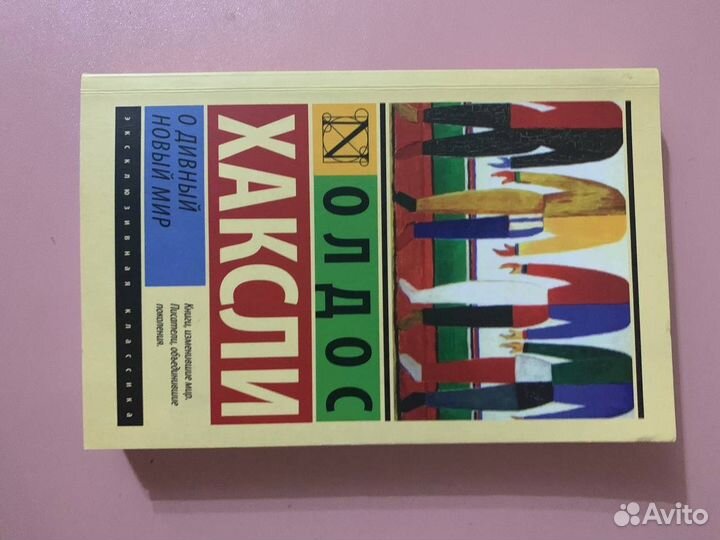 ЭКСКЛЮЗИВНАЯ КЛАССИКА
О ДИВНЫЙ
НОВЫЙ МИР
Книги, изменившие мир.
Писатели, объединившие
поколения.
ХАКСЛИ
N
ОЛДОС
Avito